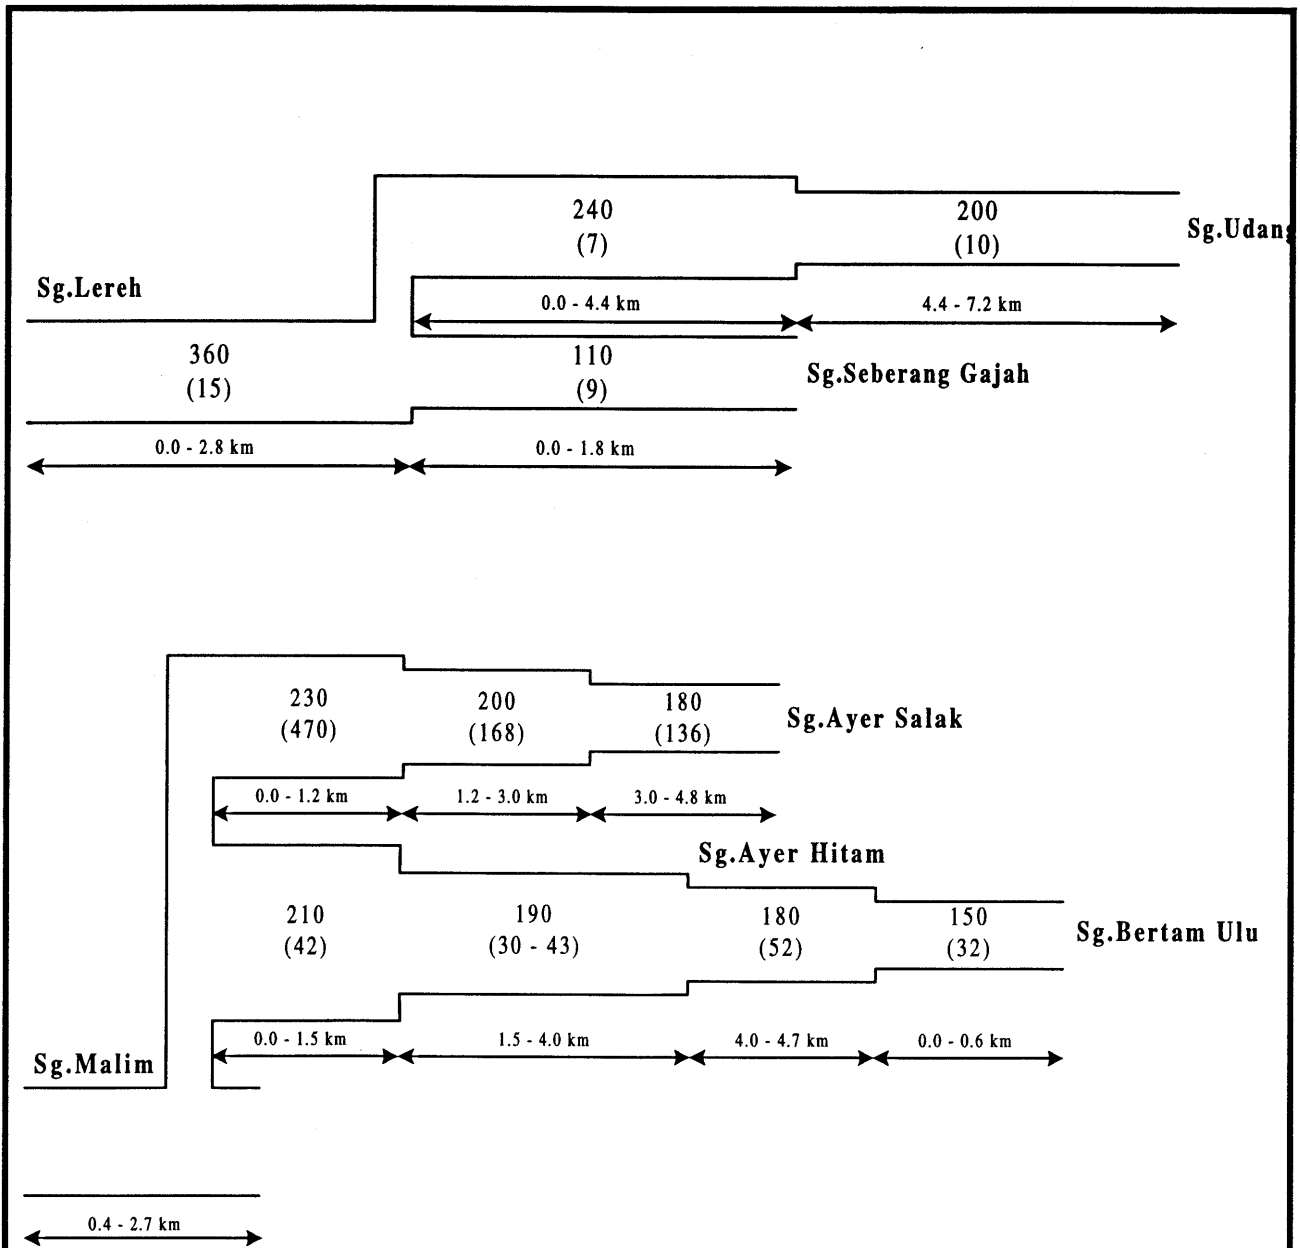 240
(7)
200
(10)
Sg.Udang
Sg.Lereh
0.0 - 4.4 km
4.4 - 7.2 km
360
(15)
110
(9)
Sg.Seberang Gajah
0.0 - 2.8 km
0.0 - 1.8 km
230
(470)
200
(168)
180
(136)
Sg.Ayer Salak
0.0 - 1.2 km
1.2 - 3.0 km
3.0 - 4.8 km
Sg.Ayer Hitam
210
(42)
190
(30 - 43)
180
(52)
150
(32)
Sg.Bertam Ulu
0.0 - 1.5 km
1.5 - 4.0 km
4.0 - 4.7 km
0.0 - 0.6 km
Sg.Malim
0.4 - 2.7 km